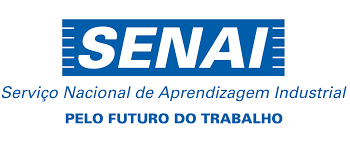 SENAI
Serviço Nacional de Aprendizagem Industrial
PELO FUTURO DO TRABALHO